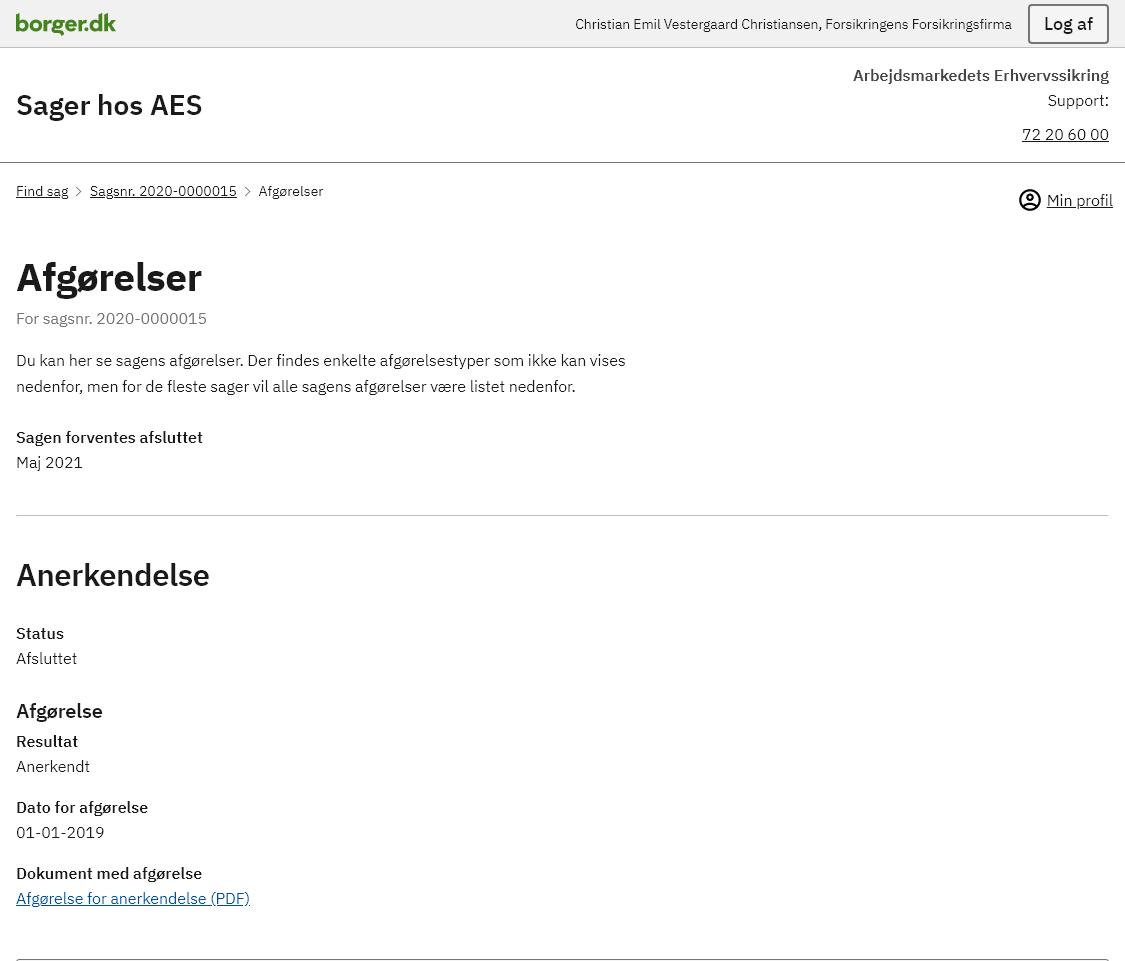 borger.dk
Christian Emil Vestergaard Christiansen, Forsikringens Forsikringsfirma
Log af
Sager hos AES
Arbejdsmarkedets Erhvervssikring
Support:
72 20 60 00
Find sag > Sagsnr. 2020-0000015 > Afgørelser
Min profil
Afgørelser
For sagsnr. 2020-0000015
Du kan her se sagens afgørelser. Der findes enkelte afgørelsestyper som ikke kan vises
nedenfor, men for de fleste sager vil alle sagens afgørelser være listet nedenfor.
Sagen forventes afsluttet
Maj 2021
Anerkendelse
Status
Afsluttet
Afgørelse
Resultat
Anerkendt
Dato for afgørelse
01-01-2019
Dokument med afgørelse
Afgørelse for anerkendelse (PDF)